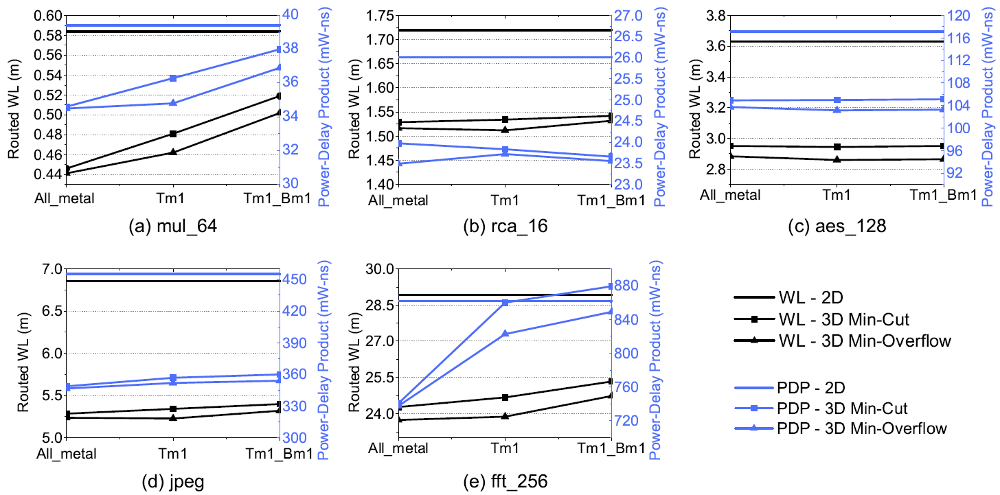 Routed WL (m)
0.60
0.58
0.56
0.54
0.52
0.50
0.48
0.46
0.44
40
38
36
34
32
30
Power-Delay Product (mW-ns)
All_metal Tm1 Tm1_Bm1
(a) mul_64
Routed WL (m)
1.75
1.70
1.65
1.60
1.55
1.50
1.45
1.40
27.0
26.5
26.0
25.5
25.0
24.5
24.0
23.5
23.0
Power-Delay Product (mW-ns)
All_metal Tm1 Tm1_Bm1
(b) rca_16
Routed WL (m)
3.8
3.6
3.4
3.2
3.0
2.8
120
116
112
108
104
100
96
92
Power-Delay Product (mW-ns)
All_metal Tm1 Tm1_Bm1
(c) aes_128
Routed WL (m)
7.0
6.5
6.0
5.5
5.0
450
420
390
360
330
300
Power-Delay Product (mW-ns)
All_metal Tm1 Tm1_Bm1
(d) jpeg
Routed WL (m)
30.0
28.5
27.0
25.5
24.0
880
840
800
760
720
Power-Delay Product (mW-ns)
All_metal Tm1 Tm1_Bm1
(e) fft_256
WL - 2D
WL - 3D Min-Cut
WL - 3D Min-Overflow
PDP - 2D
PDP - 3D Min-Cut
PDP - 3D Min-Overflow